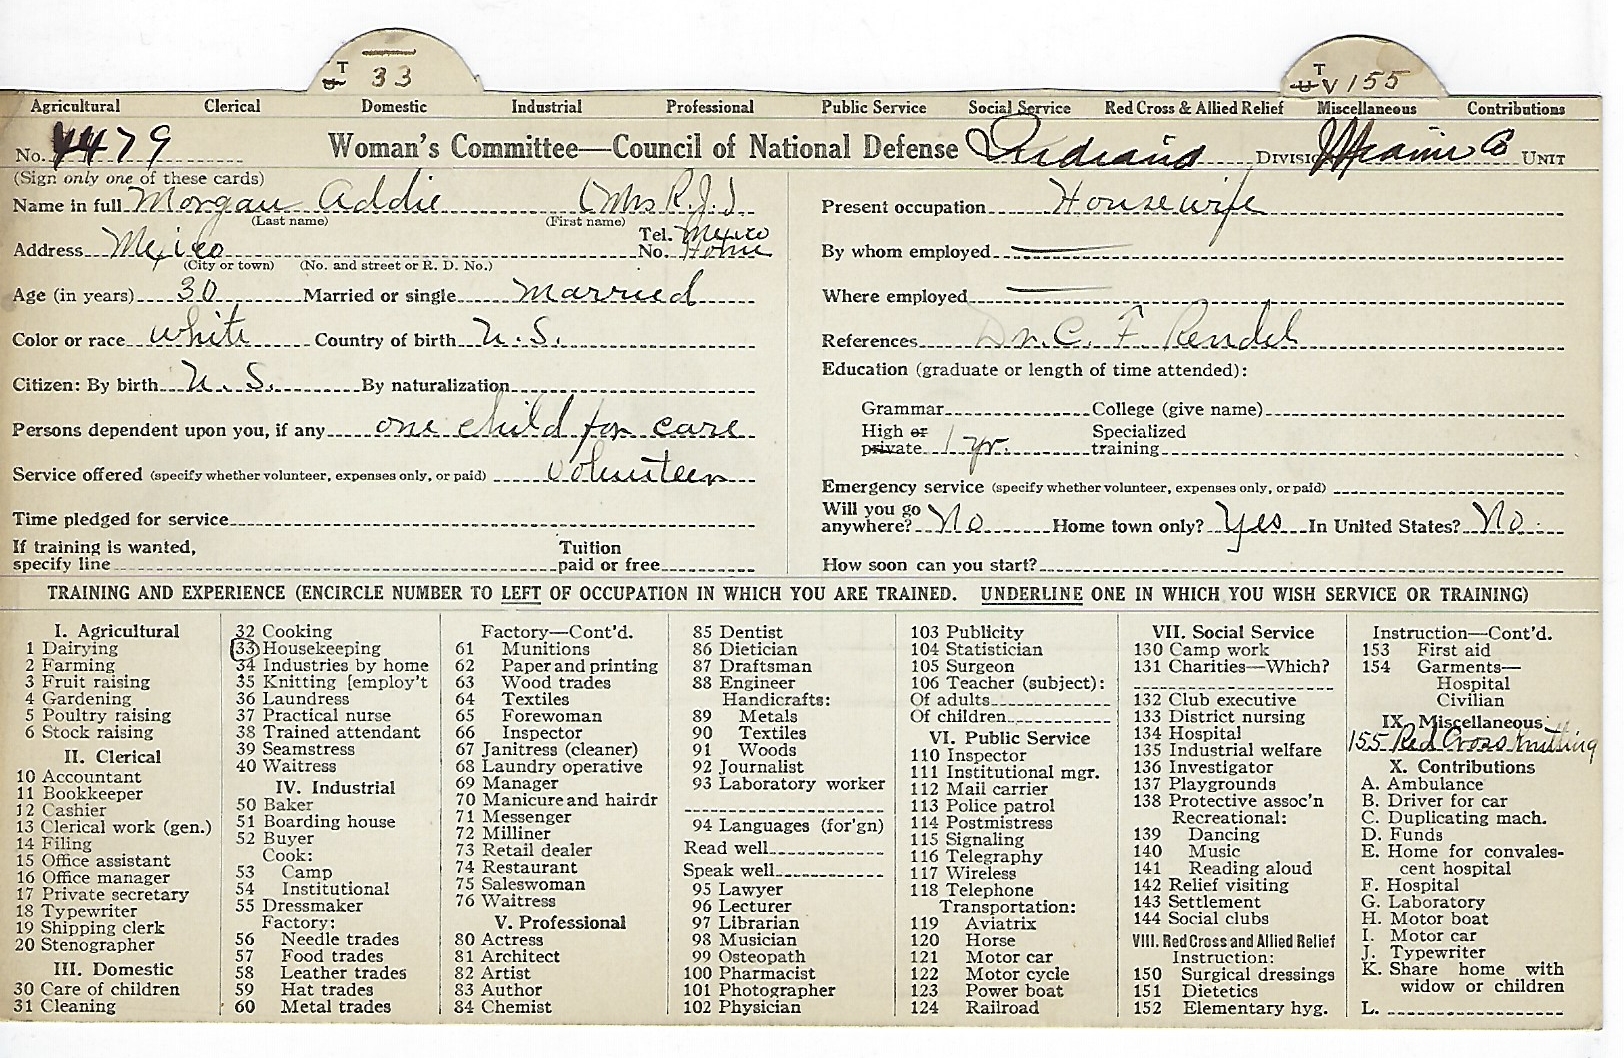 T 33
T V 155
Agricultural Clerical Domestic Industrial Professional Public Service Social Service Red Cross & Allied Relief Miscellaneous Contributions
No. 4479 Woman's Committee—Council of National Defense Indiana Division Miami Co Unit
(Sign only one of these cards)
Name in full Morgan Addie (Mrs R.J.)
(Last name) (First name)
Address Mexico Tel. No. Mexico Home
(City or town) (No. and street or R. D. No.)
Age (in years) 30 Married or single Married
Color or race white Country of birth U.S.
Citizen: By birth U.S. By naturalization
Persons dependent upon you, if any one child for care
Service offered (specify whether volunteer, expenses only, or paid) Volunteer
Time pledged for service
If training is wanted, specify line Tuition paid or free
Present occupation Housewife
By whom employed —
Where employed —
References Dr. C. F. Rendel
Education (graduate or length of time attended):
Grammar College (give name)
High or private 1 yr. Specialized training
Emergency service (specify whether volunteer, expenses only, or paid)
Will you go anywhere? No Home town only? Yes In United States? No
How soon can you start?
TRAINING AND EXPERIENCE (ENCIRCLE NUMBER TO LEFT OF OCCUPATION IN WHICH YOU ARE TRAINED. UNDERLINE ONE IN WHICH YOU WISH SERVICE OR TRAINING)
I. Agricultural
1 Dairying
2 Farming
3 Fruit raising
4 Gardening
5 Poultry raising
6 Stock raising
II. Clerical
10 Accountant
11 Bookkeeper
12 Cashier
13 Clerical work (gen.)
14 Filing
15 Office assistant
16 Office manager
17 Private secretary
18 Typewriter
19 Shipping clerk
20 Stenographer
III. Domestic
30 Care of children
31 Cleaning
32 Cooking
33 Housekeeping
34 Industries by home
35 Knitting [employ't
36 Laundress
37 Practical nurse
38 Trained attendant
39 Seamstress
40 Waitress
IV. Industrial
50 Baker
51 Boarding house
52 Buyer
Cook:
53 Camp
54 Institutional
55 Dressmaker
Factory:
56 Needle trades
57 Food trades
58 Leather trades
59 Hat trades
60 Metal trades
Factory—Cont'd.
61 Munitions
62 Paper and printing
63 Wood trades
64 Textiles
65 Forewoman
66 Inspector
67 Janitress (cleaner)
68 Laundry operative
69 Manager
70 Manicure and hairdr
71 Messenger
72 Milliner
73 Retail dealer
74 Restaurant
75 Saleswoman
76 Waitress
V. Professional
80 Actress
81 Architect
82 Artist
83 Author
84 Chemist
85 Dentist
86 Dietician
87 Draftsman
88 Engineer
Handicrafts:
89 Metals
90 Textiles
91 Woods
92 Journalist
93 Laboratory worker
94 Languages (for'gn)
Read well
Speak well
95 Lawyer
96 Lecturer
97 Librarian
98 Musician
99 Osteopath
100 Pharmacist
101 Photographer
102 Physician
103 Publicity
104 Statistician
105 Surgeon
106 Teacher (subject):
Of adults
Of children
VI. Public Service
110 Inspector
111 Institutional mgr.
112 Mail carrier
113 Police patrol
114 Postmistress
115 Signaling
116 Telegraphy
117 Wireless
118 Telephone
Transportation:
119 Aviatrix
120 Horse
121 Motor car
122 Motor cycle
123 Power boat
124 Railroad
VII. Social Service
130 Camp work
131 Charities—Which?
132 Club executive
133 District nursing
134 Hospital
135 Industrial welfare
136 Investigator
137 Playgrounds
138 Protective assoc'n
Recreational:
139 Dancing
140 Music
141 Reading aloud
142 Relief visiting
143 Settlement
144 Social clubs
VIII. Red Cross and Allied Relief
Instruction:
150 Surgical dressings
151 Dietetics
152 Elementary hyg.
Instruction—Cont'd.
153 First aid
154 Garments—
Hospital
Civilian
IX. Miscellaneous
155 Red Cross Knitting
X. Contributions
A. Ambulance
B. Driver for car
C. Duplicating mach.
D. Funds
E. Home for convales-
cent hospital
F. Hospital
G. Laboratory
H. Motor boat
I. Motor car
J. Typewriter
K. Share home with
widow or children
L.